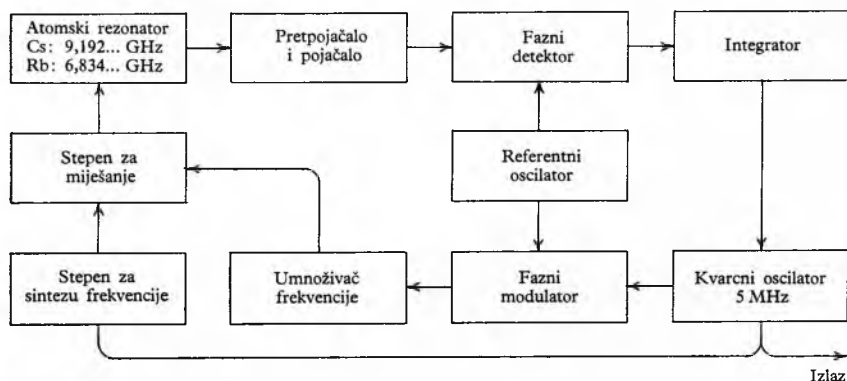 Atomski rezonator
Cs: 9,192... GHz
Rb: 6,834... GHz
Pretpojačalo
i pojačalo
Fazni
detektor
Integrator
Stepen za
miješanje
Referentni
oscilator
Stepen za
sintezu frekvencije
Umnoživač
frekvencije
Fazni
modulator
Kvarcni oscilator
5 MHz
Izlaz